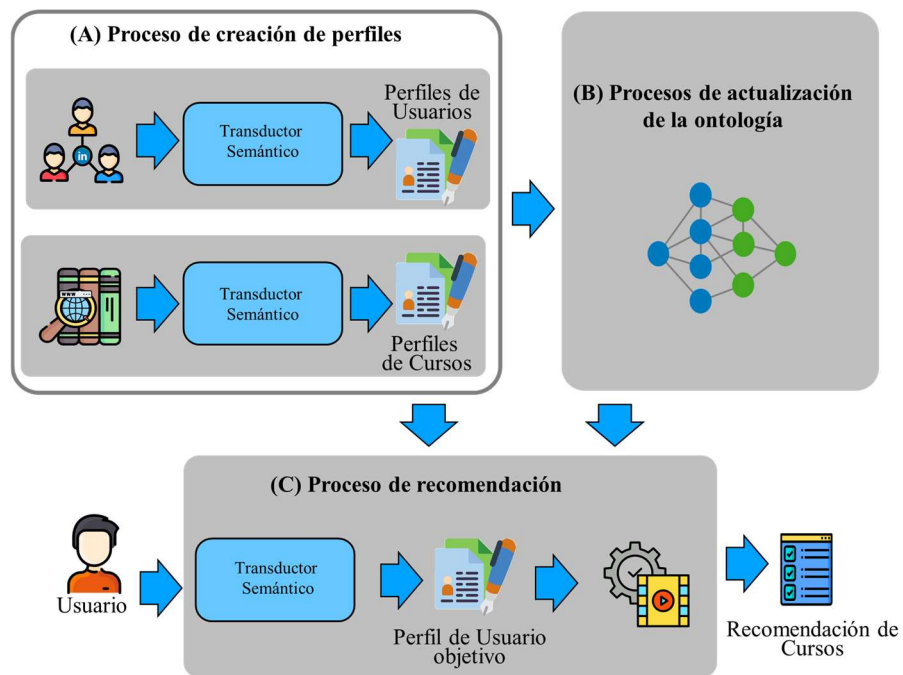 (A) Proceso de creación de perfiles
Transductor
Semántico
Perfiles de
Usuarios
in
WWW
Transductor
Semántico
Perfiles
de Cursos
(B) Procesos de actualización
de la ontología
(C) Proceso de recomendación
Usuario
Transductor
Semántico
Perfil de Usuario
objetivo
Recomendación de
Cursos